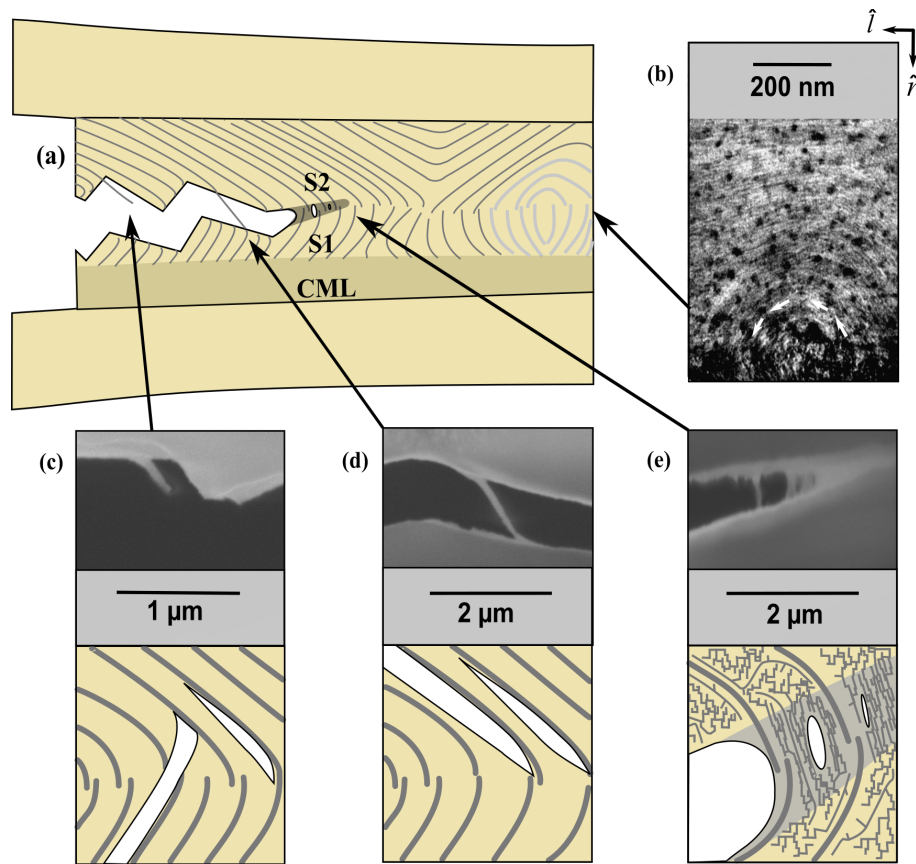 (a)
S2
S1
CML
(b)
200 nm
l̂
n̂
(c)
1 µm
(d)
2 µm
(e)
2 µm